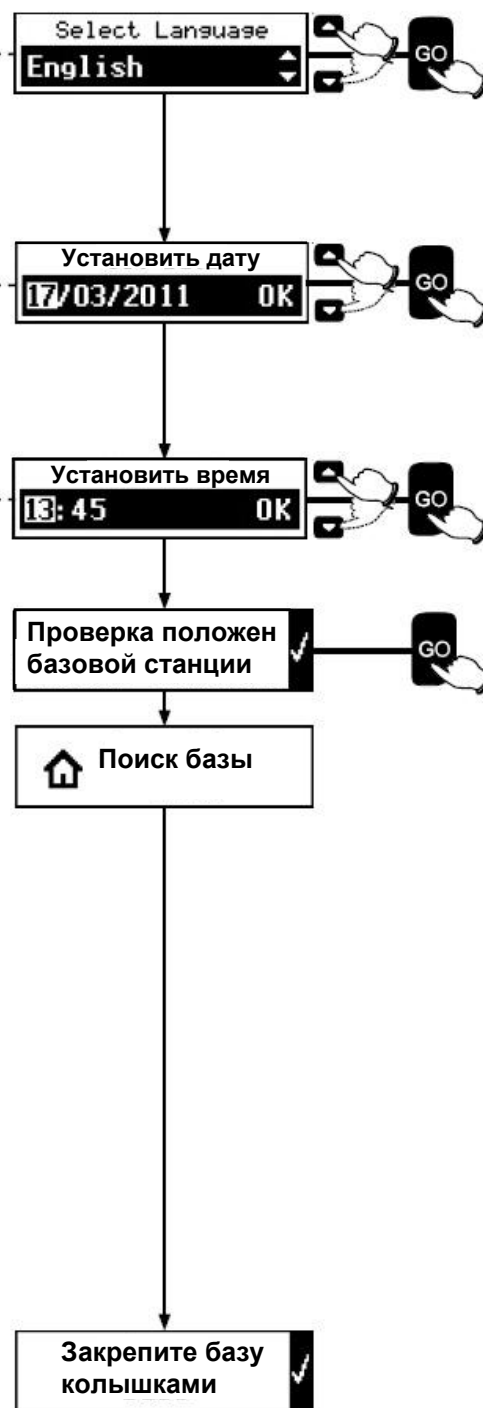 Select Language
English
GO
Установить дату
17/03/2011 OK
GO
Установить время
13:45 OK
GO
Проверка положен
базовой станции
GO
Поиск базы
Закрепите базу
колышками